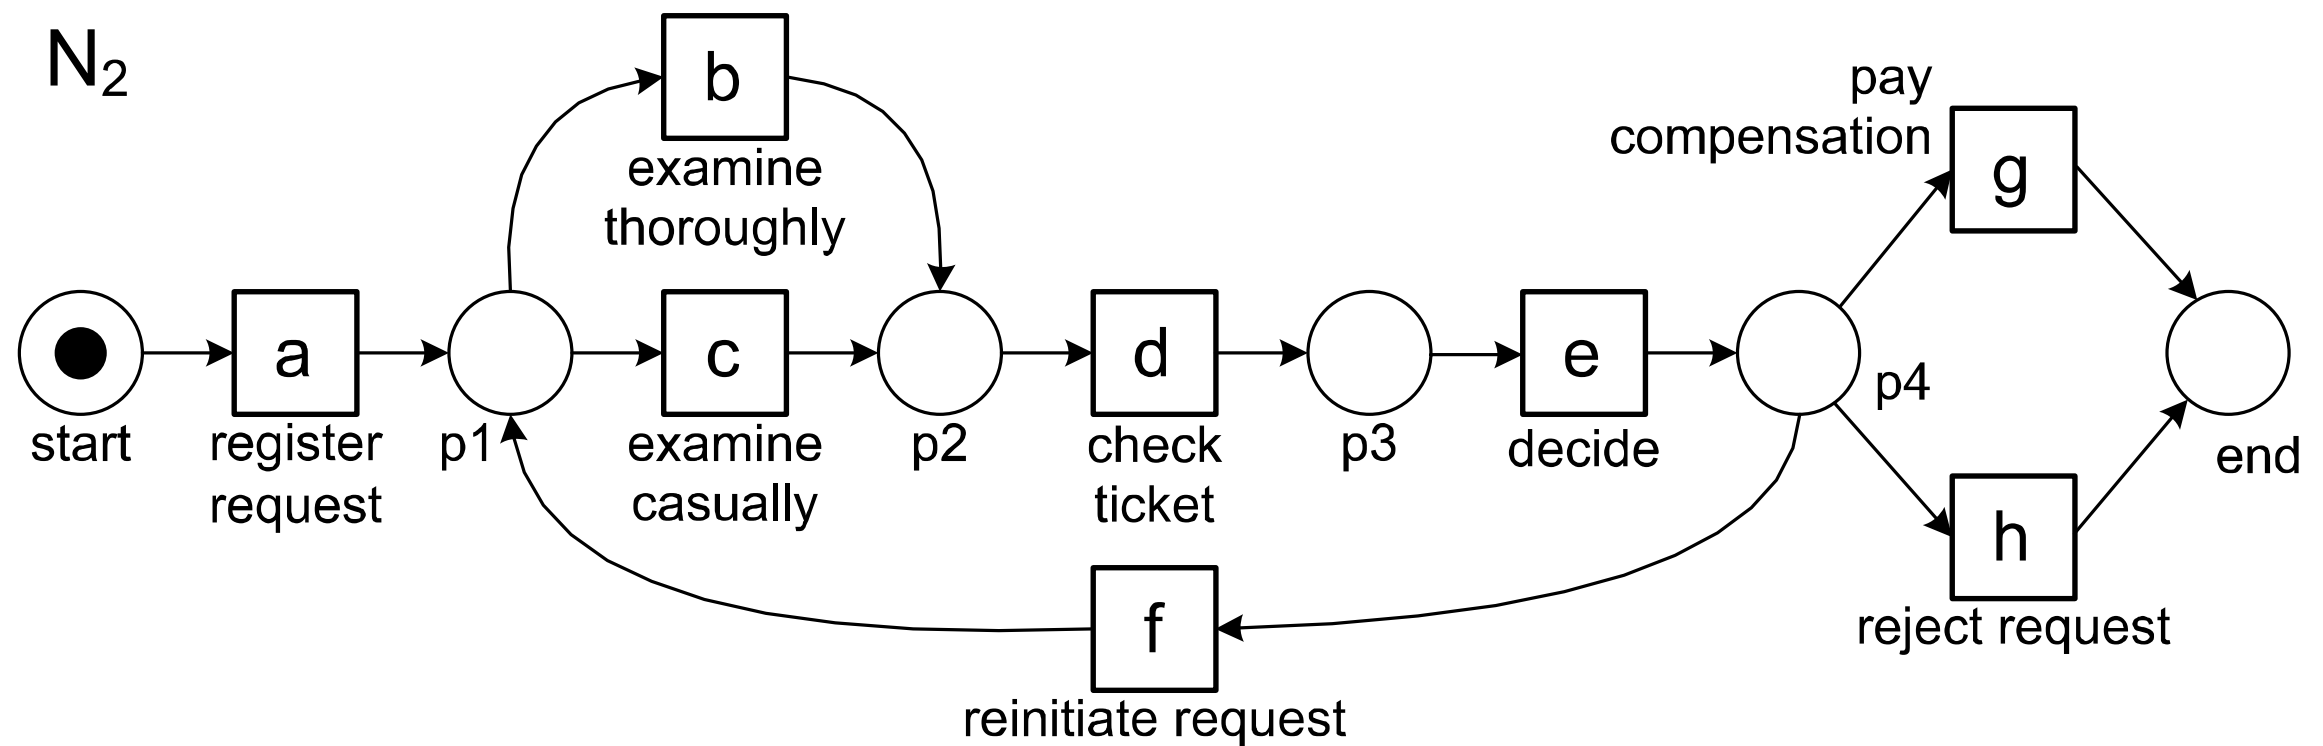 N₂
b
examine
thoroughly
pay
compensation
g
start
a
register
request
p1
c
examine
casually
p2
d
check
ticket
p3
e
decide
p4
h
reject request
end
f
reinitiate request